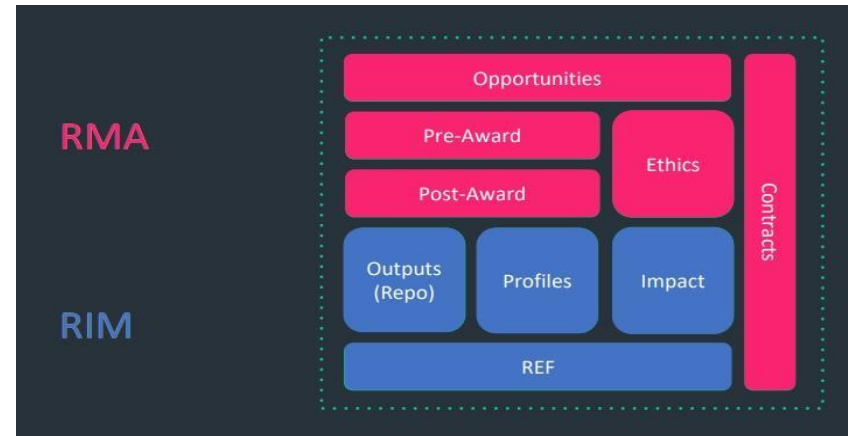 Opportunities
RMA
Pre-Award
Ethics
Post-Award
Contracts
Outputs
(Repo)
Profiles
Impact
RIM
REF